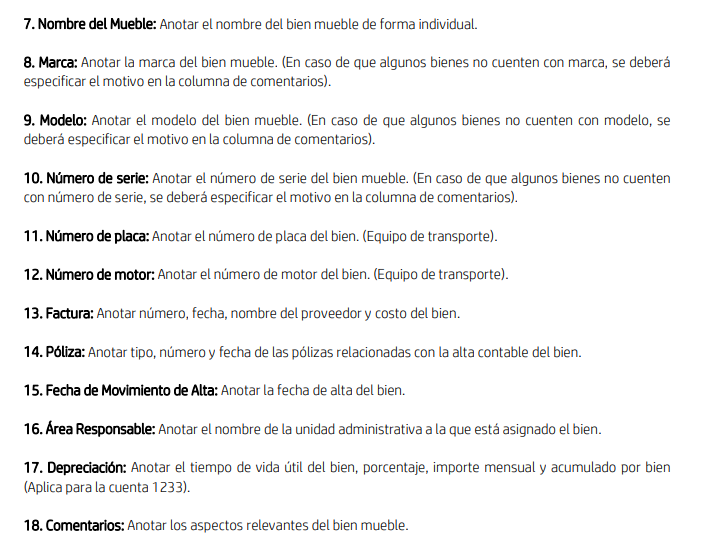 7. Nombre del Mueble: Anotar el nombre del bien mueble de forma individual.
8. Marca: Anotar la marca del bien mueble. (En caso de que algunos bienes no cuenten con marca, se deberá
especificar el motivo en la columna de comentarios).
9. Modelo: Anotar el modelo del bien mueble. (En caso de que algunos bienes no cuenten con modelo, se
deberá especificar el motivo en la columna de comentarios).
10. Número de serie: Anotar el número de serie del bien mueble. (En caso de que algunos bienes no cuenten
con número de serie, se deberá especificar el motivo en la columna de comentarios).
11. Número de placa: Anotar el número de placa del bien. (Equipo de transporte).
12. Número de motor: Anotar el número de motor del bien. (Equipo de transporte).
13. Factura: Anotar número, fecha, nombre del proveedor y costo del bien.
14. Póliza: Anotar tipo, número y fecha de las pólizas relacionadas con la alta contable del bien.
15. Fecha de Movimiento de Alta: Anotar la fecha de alta del bien.
16. Área Responsable: Anotar el nombre de la unidad administrativa a la que está asignado el bien.
17. Depreciación: Anotar el tiempo de vida útil del bien, porcentaje, importe mensual y acumulado por bien
(Aplica para la cuenta 1233).
18. Comentarios: Anotar los aspectos relevantes del bien mueble.